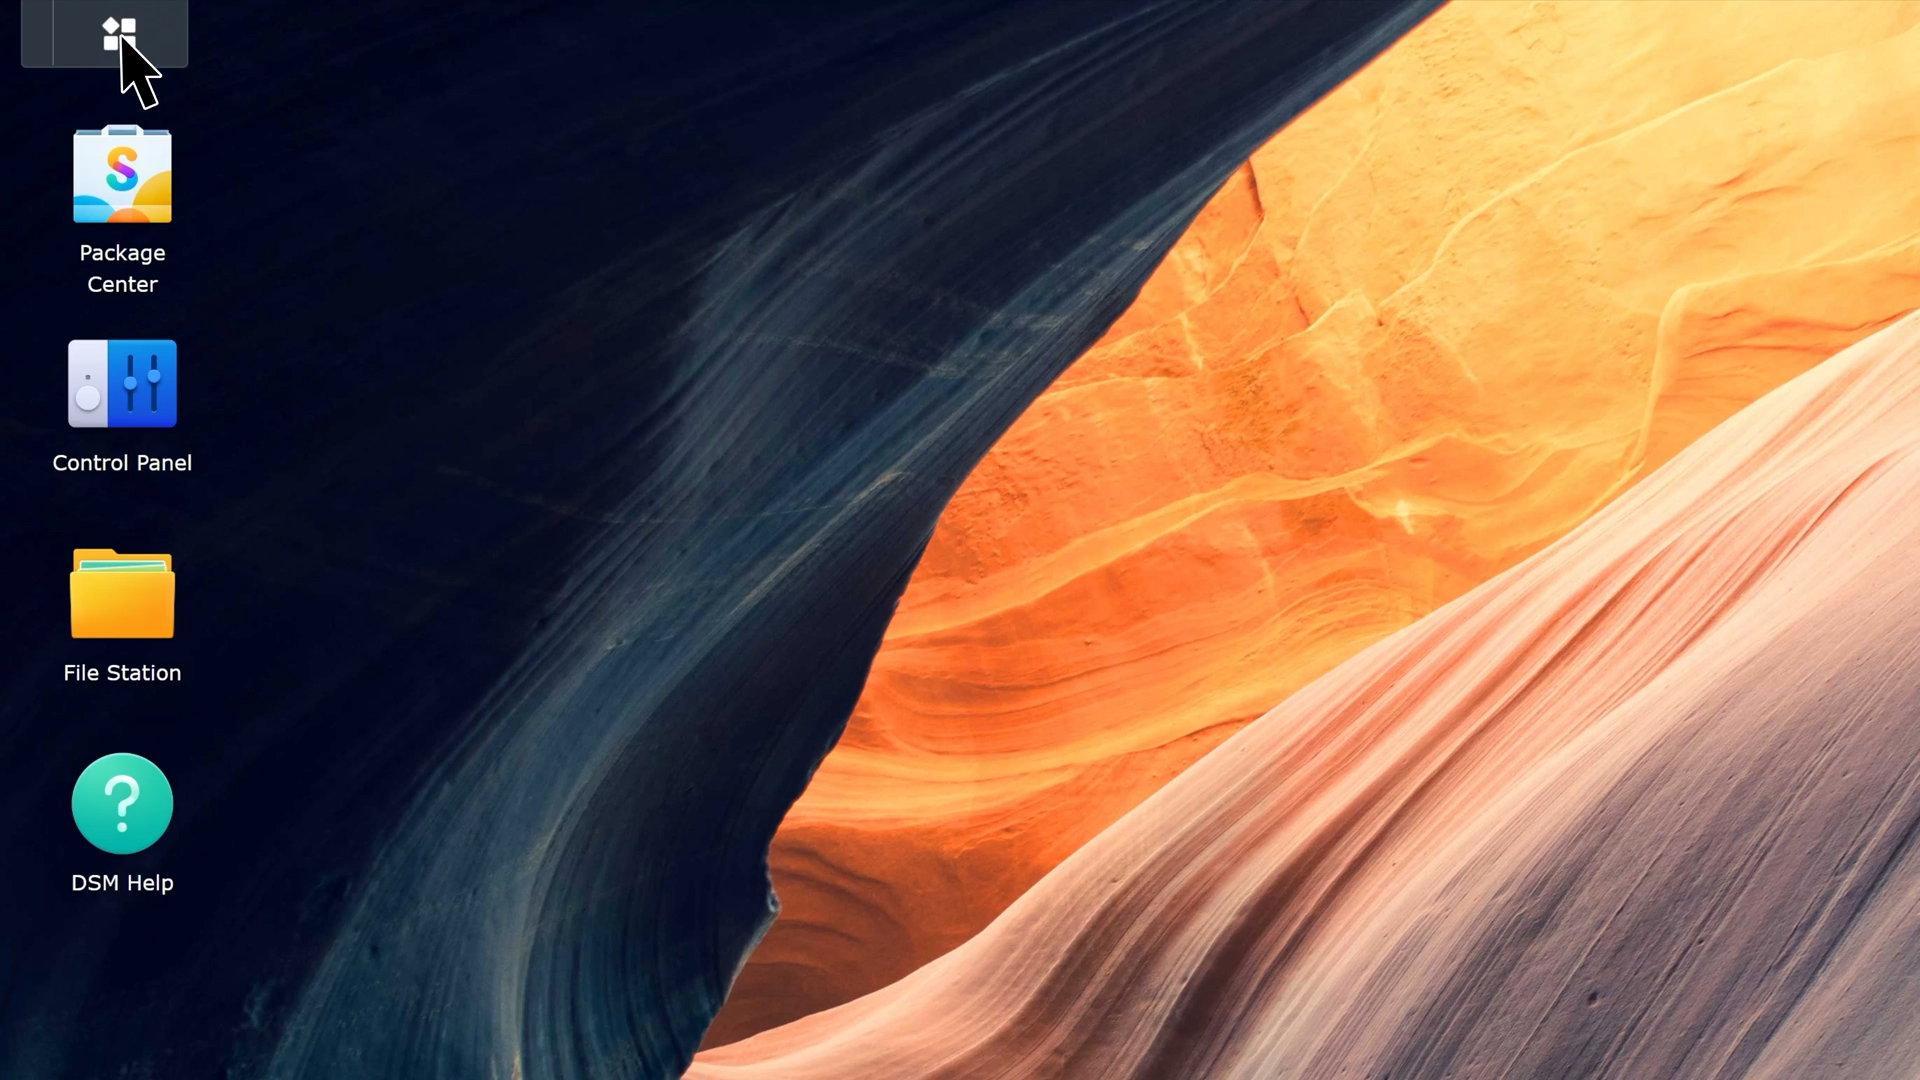 Package
Center
Control Panel
File Station
DSM Help